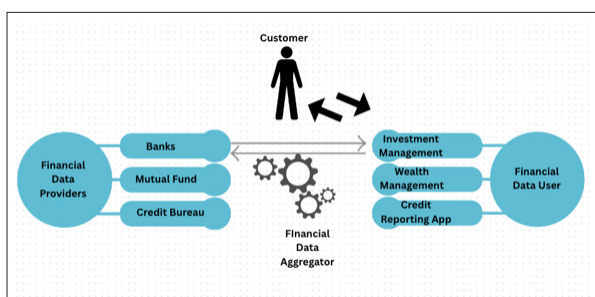 Customer
Financial
Data
Providers
Banks
Mutual Fund
Credit Bureau
FInancial
Data
Aggregator
Investment
Management
Wealth
Management
Credit
Reporting App
Financial
Data User